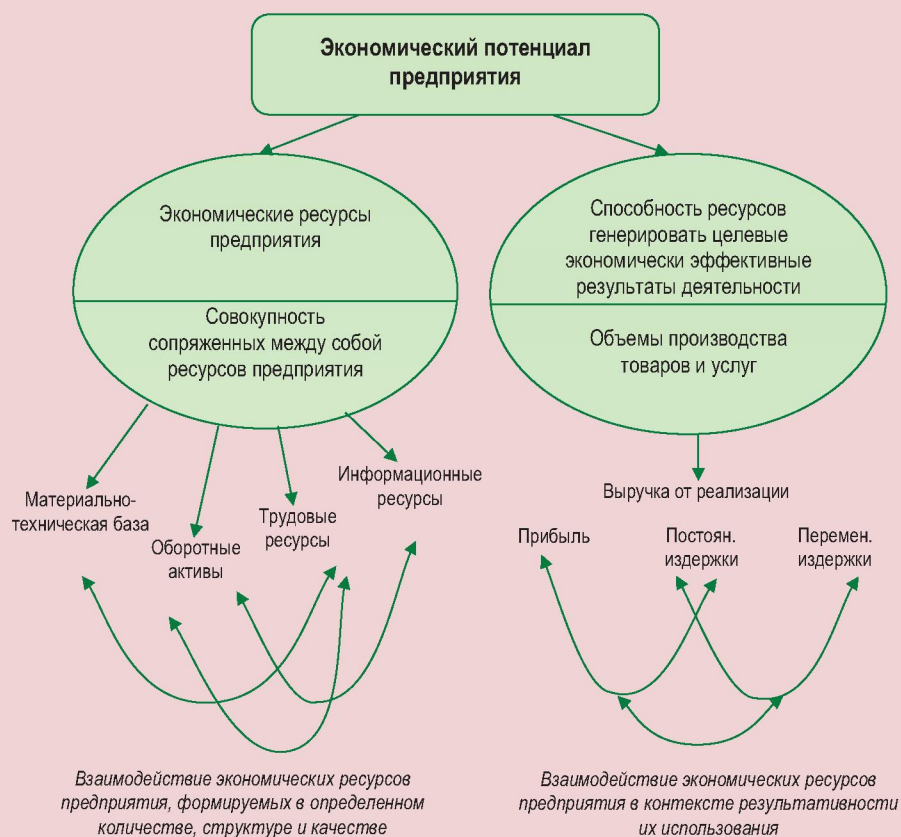 Экономический потенциал
предприятия
Экономические ресурсы
предприятия
Совокупность
сопряженных между собой
ресурсов предприятия
Способность ресурсов
генерировать целевые
экономически эффективные
результаты деятельности
Объемы производства
товаров и услуг
Материально-
техническая база
Оборотные
активы
Трудовые
ресурсы
Информационные
ресурсы
Выручка от реализации
Прибыль
Постоян.
издержки
Перемен.
издержки
Взаимодействие экономических ресурсов
предприятия, формируемых в определенном
количестве, структуре и качестве
Взаимодействие экономических ресурсов
предприятия в контексте результативности
их использования